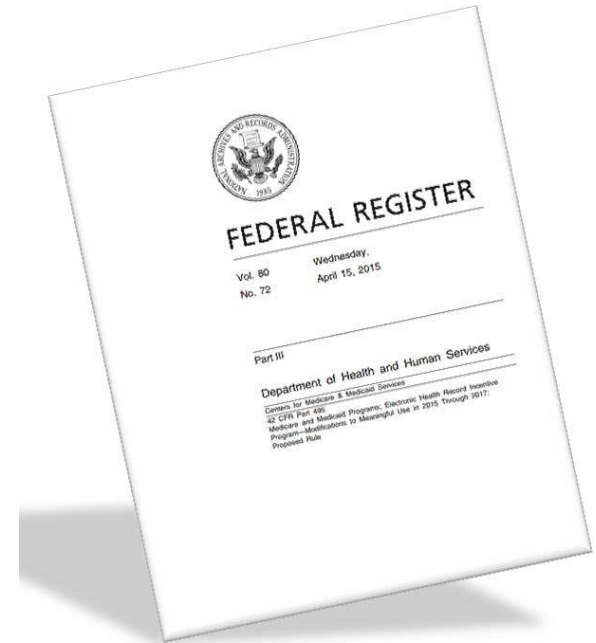 NATIONAL ARCHIVES AND RECORDS ADMINISTRATION
1985
FEDERAL REGISTER
Vol. 80 Wednesday,
No. 72 April 15, 2015
Part III
Department of Health and Human Services
Centers for Medicare & Medicaid Services
42 CFR Part 495
Medicare and Medicaid Programs; Electronic Health Record Incentive
Program—Modifications to Meaningful Use in 2015 Through 2017;
Proposed Rule